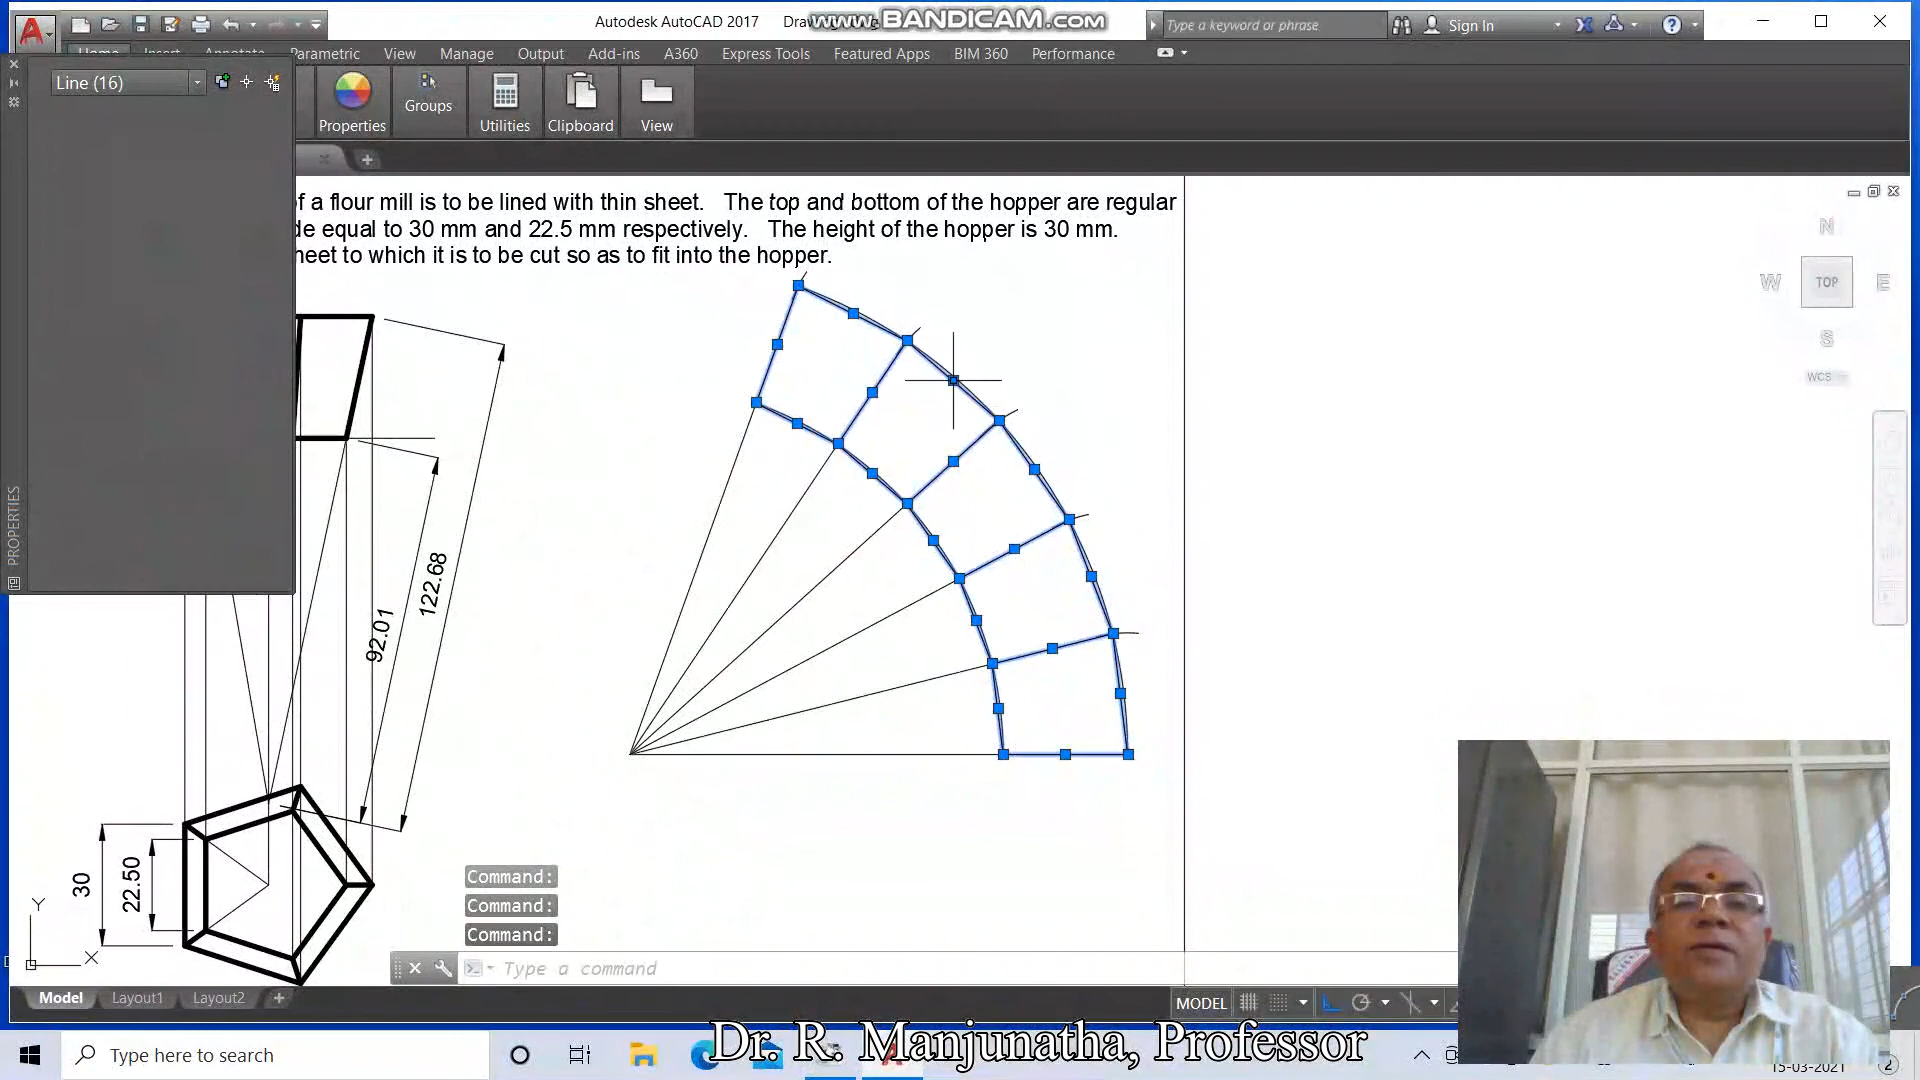 Autodesk AutoCAD 2017
www.BANDICAM.com
Type a keyword or phrase
Sign In
Parametric View Manage Output Add-ins A360 Express Tools Featured Apps BIM 360 Performance
Line (16)
Properties
Groups
Utilities
Clipboard
View
of a flour mill is to be lined with thin sheet. The top and bottom of the hopper are regular
de equal to 30 mm and 22.5 mm respectively. The height of the hopper is 30 mm.
heet to which it is to be cut so as to fit into the hopper.
N
W TOP E
S
WCS
PROPERTIES
92.01
122.68
30
22.50
Y
X
Command:
Command:
Command:
Type a command
Model Layout1 Layout2
MODEL
Dr. R. Manjunatha, Professor
Type here to search
15-03-2021
2